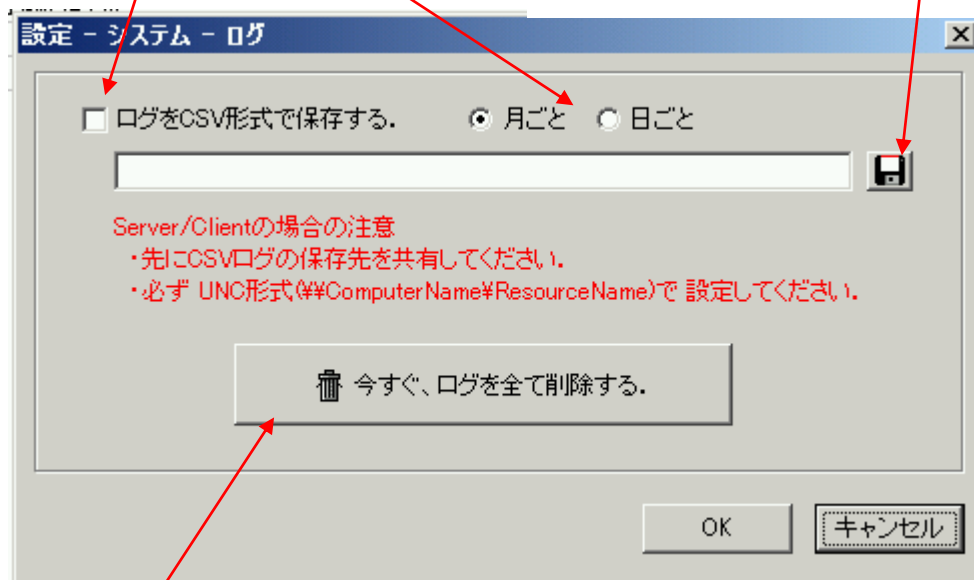 設定 - システム - ログ
ログをCSV形式で保存する.
月ごと 日ごと
Server/Clientの場合の注意
・先にCSVログの保存先を共有してください.
・必ず UNC形式(¥¥ComputerName¥ResourceName)で 設定してください.
今すぐ、ログを全て削除する.
OK キャンセル